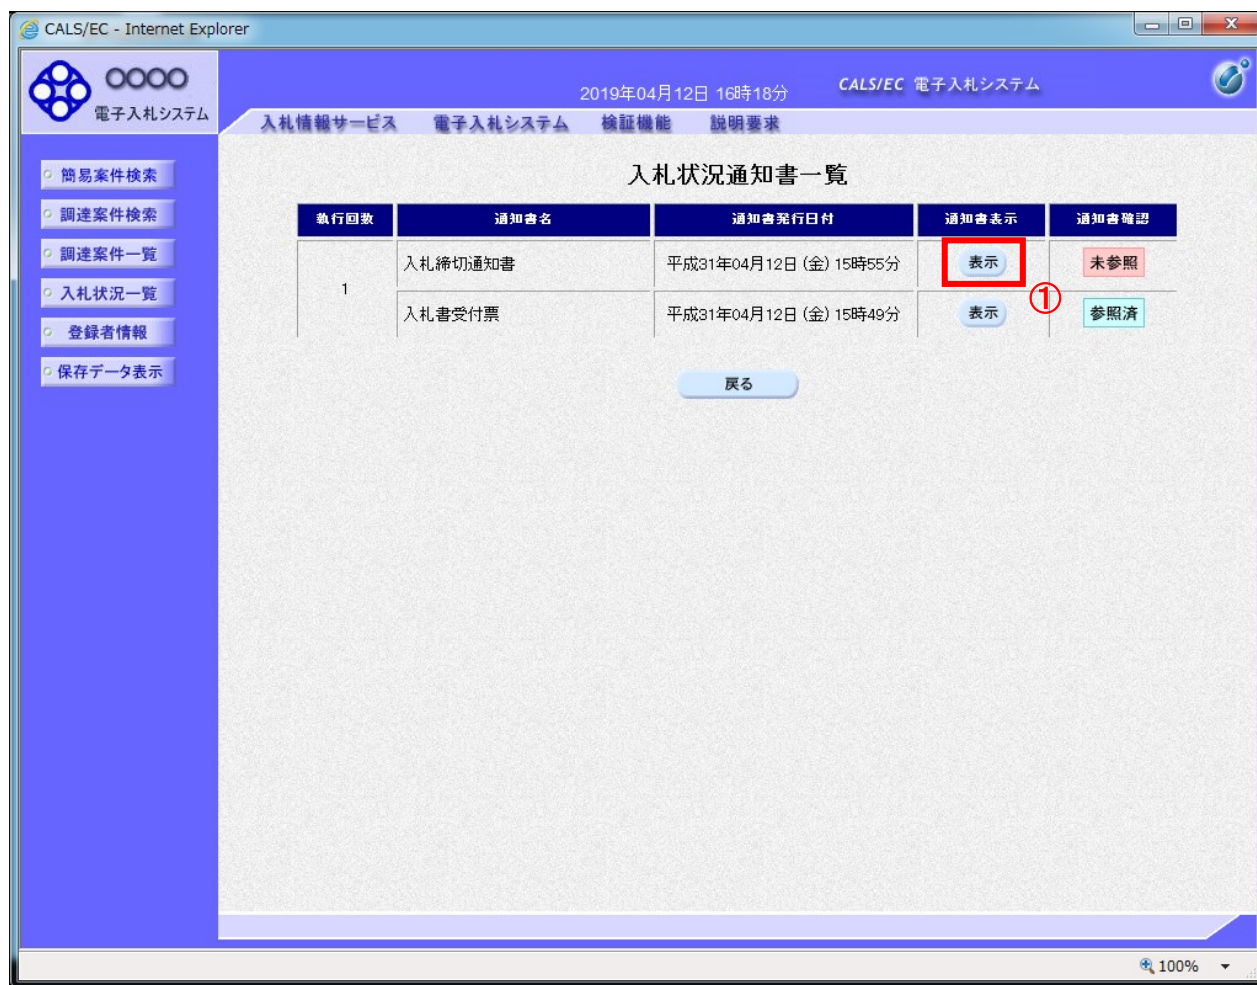 CALS/EC - Internet Explorer
○○○○
電子入札システム
2019年04月12日 16時18分
CALS/EC 電子入札システム
入札情報サービス 電子入札システム 検証機能 説明要求
簡易案件検索
調達案件検索
調達案件一覧
入札状況一覧
登録者情報
保存データ表示
入札状況通知書一覧
執行回数 通知書名 通知書発行日付 通知書表示 通知書確認
1
入札締切通知書 平成31年04月12日(金) 15時55分 表示 未参照
①
入札書受付票 平成31年04月12日(金) 15時49分 表示 参照済
戻る
100%